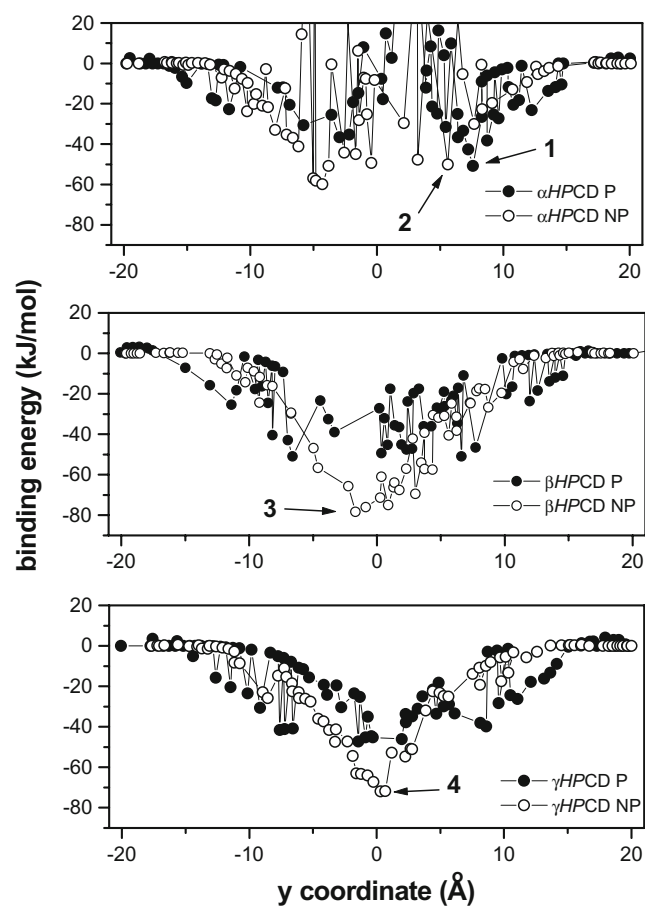 20
0
-20
-40
-60
-80
1
2
αHPCD P
αHPCD NP
-20 -10 0 10 20
20
0
-20
-40
-60
-80
3
βHPCD P
βHPCD NP
-20 -10 0 10 20
20
0
-20
-40
-60
-80
4
γHPCD P
γHPCD NP
-20 -10 0 10 20
binding energy (kJ/mol)
y coordinate (Å)